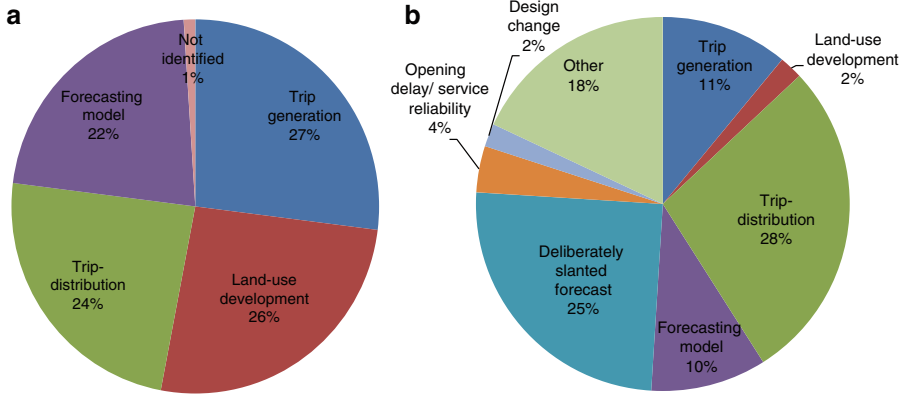 a
Not
identified
1%
Trip
generation
27%
Land-use
development
26%
Trip-
distribution
24%
Forecasting
model
22%
b
Trip
generation
11%
Land-use
development
2%
Trip-
distribution
28%
Forecasting
model
10%
Deliberately
slanted
forecast
25%
Opening
delay/ service
reliability
4%
Design
change
2%
Other
18%